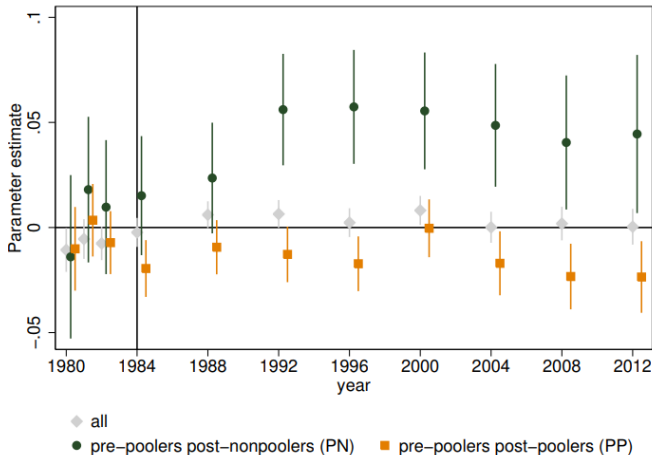 .1
.05
0
-.05
Parameter estimate
1980 1984 1988 1992 1996 2000 2004 2008 2012
year
all
pre-poolers post-nonpoolers (PN) pre-poolers post-poolers (PP)